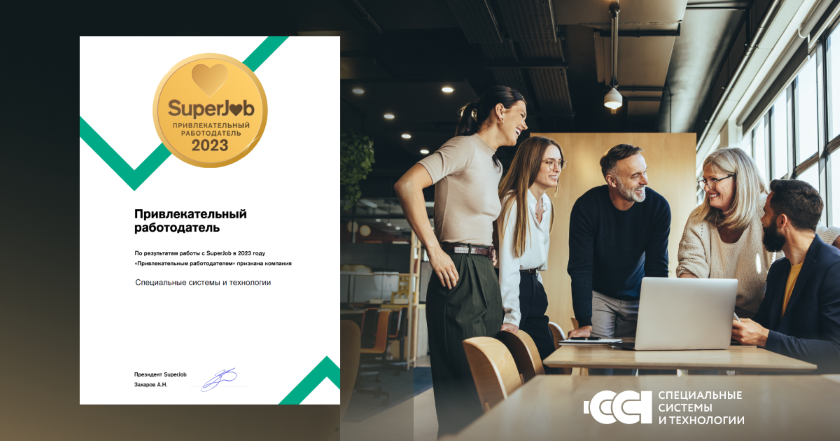 SuperJob
ПРИВЛЕКАТЕЛЬНЫЙ
РАБОТОДАТЕЛЬ
2023
Привлекательный
работодатель
По результатам работы с SuperJob в 2023 году
«Привлекательным работодателем» признана компания
Специальные системы и технологии
Президент SuperJob
Захаров А.Н.
ССТ
СПЕЦИАЛЬНЫЕ
СИСТЕМЫ
И ТЕХНОЛОГИИ